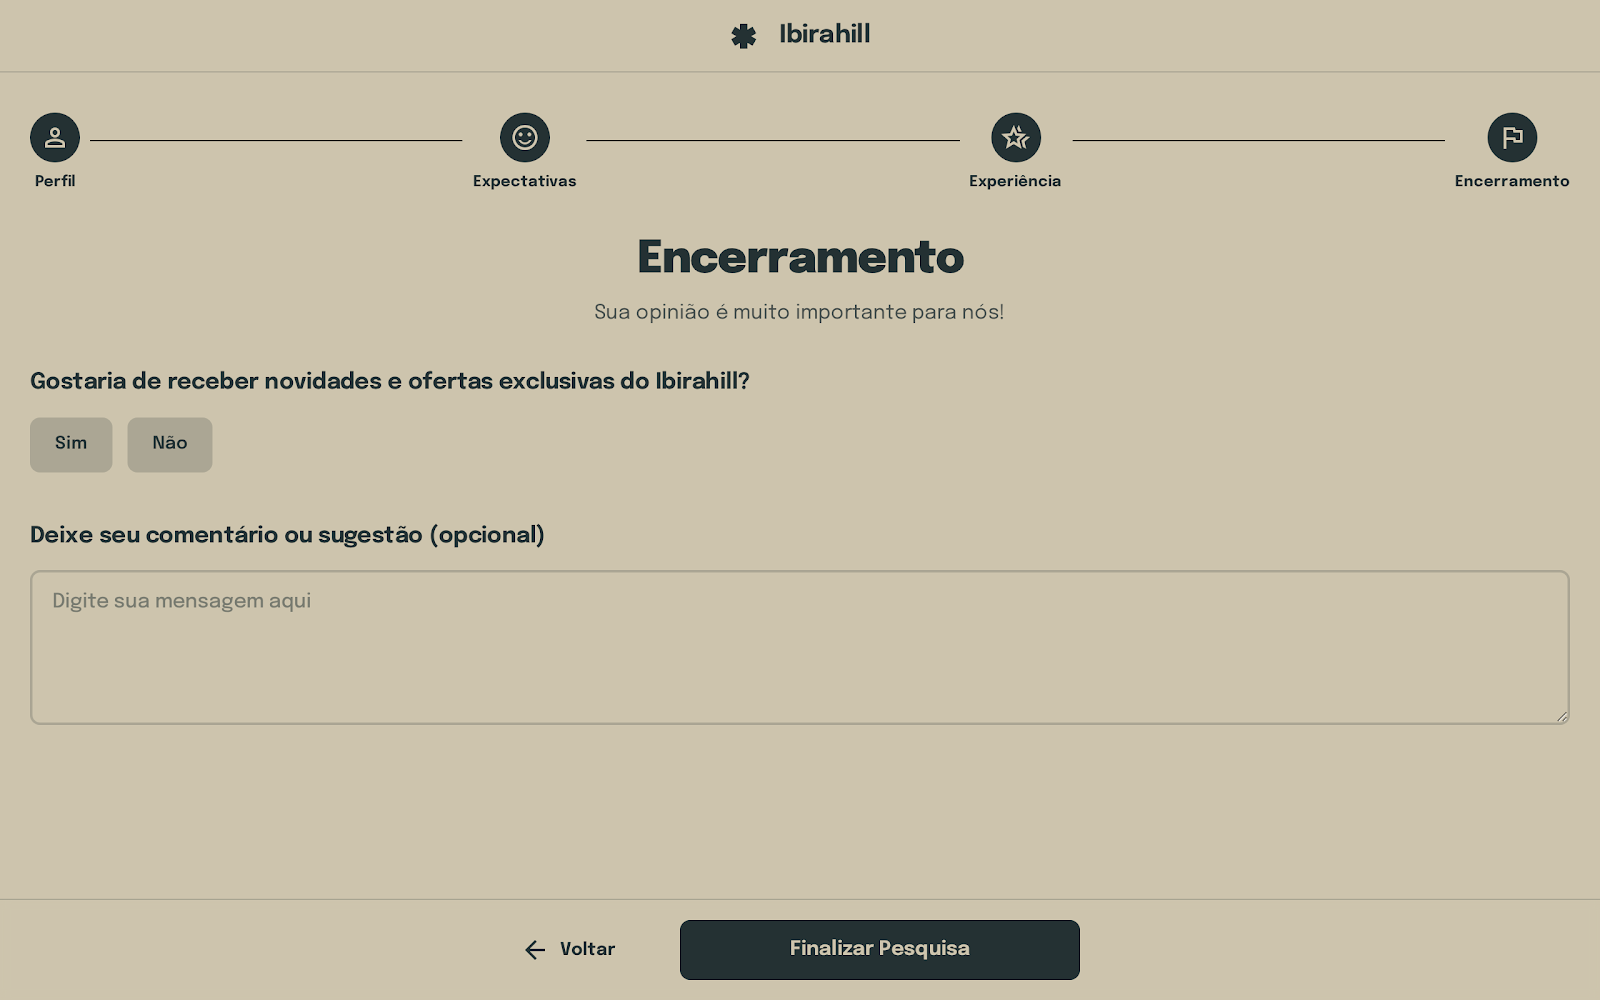 Ibirahill
Perfil
Expectativas
Experiência
Encerramento
Encerramento
Sua opinião é muito importante para nós!
Gostaria de receber novidades e ofertas exclusivas do Ibirahill?
Sim
Não
Deixe seu comentário ou sugestão (opcional)
Digite sua mensagem aqui
Voltar
Finalizar Pesquisa